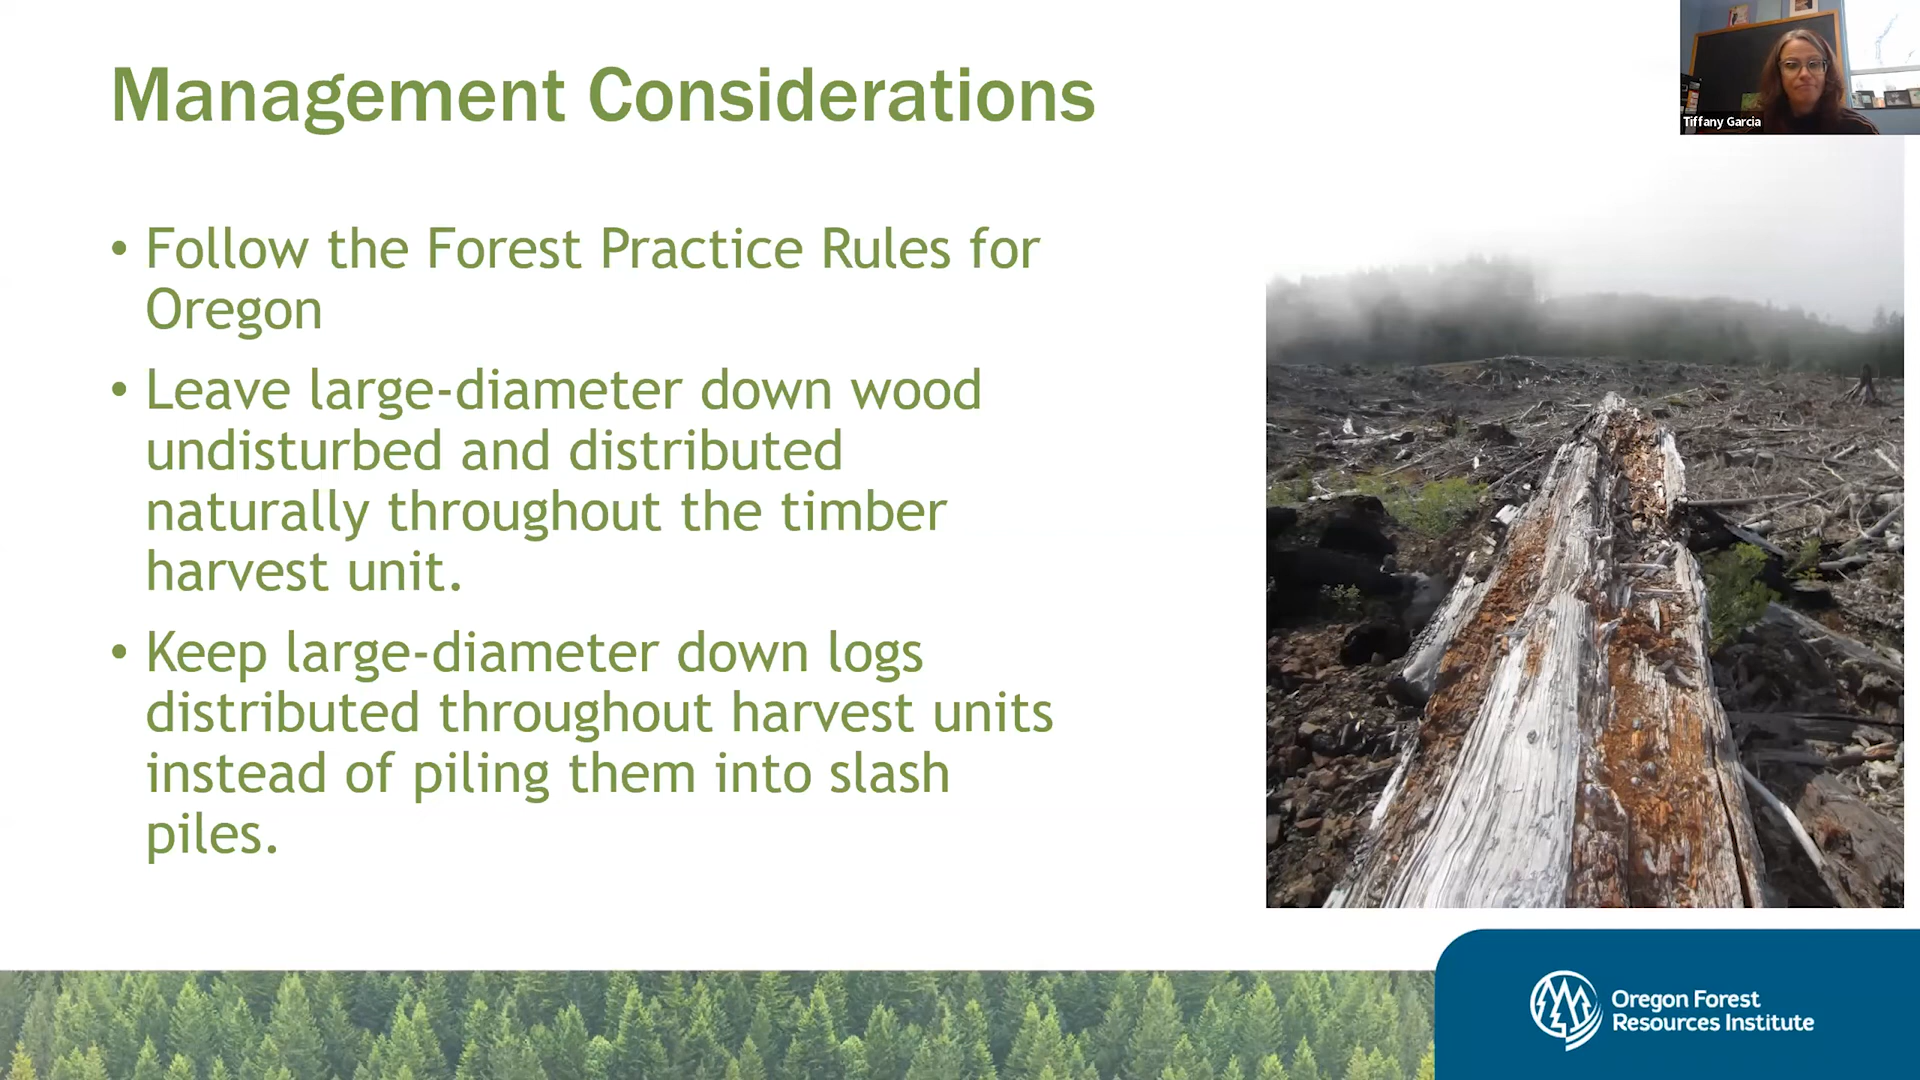 Management Considerations
Tiffany Garcia
• Follow the Forest Practice Rules for
Oregon
• Leave large-diameter down wood
undisturbed and distributed
naturally throughout the timber
harvest unit.
• Keep large-diameter down logs
distributed throughout harvest units
instead of piling them into slash
piles.
Oregon Forest
Resources Institute